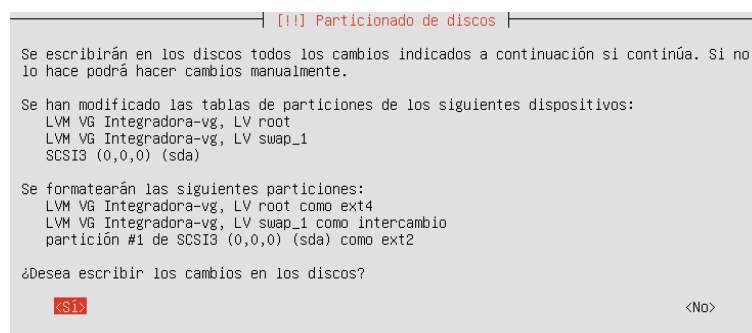 [!!] Particionado de discos
Se escribirán en los discos todos los cambios indicados a continuación si continúa. Si no
lo hace podrá hacer cambios manualmente.
Se han modificado las tablas de particiones de los siguientes dispositivos:
LVM VG Integradora-vg, LV root
LVM VG Integradora-vg, LV swap_1
SCSI3 (0,0,0) (sda)
Se formatearán las siguientes particiones:
LVM VG Integradora-vg, LV root como ext4
LVM VG Integradora-vg, LV swap_1 como intercambio
partición #1 de SCSI3 (0,0,0) (sda) como ext2
¿Desea escribir los cambios en los discos?
<Sí> <No>